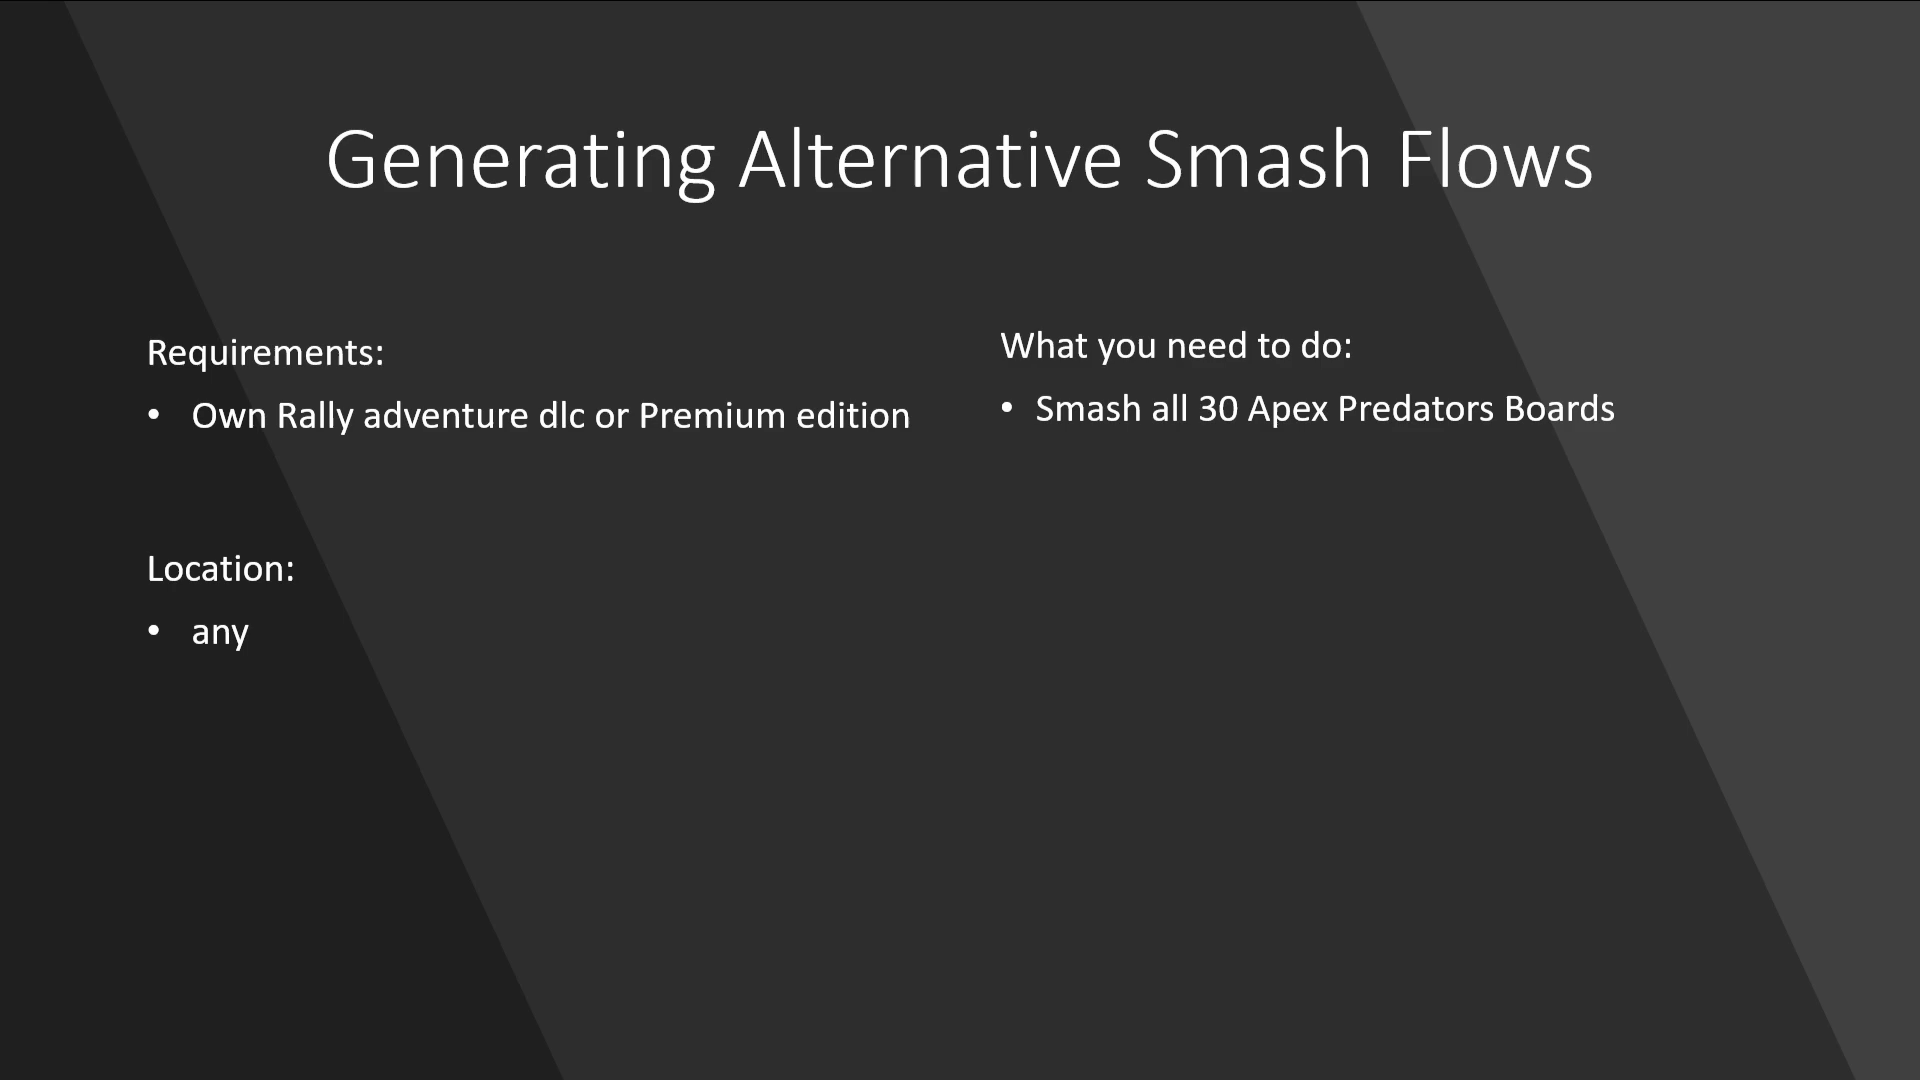 Generating Alternative Smash Flows
Requirements:
• Own Rally adventure dlc or Premium edition
Location:
• any
What you need to do:
• Smash all 30 Apex Predators Boards